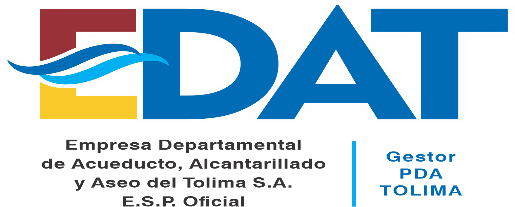 EDAT
Empresa Departamental
de Acueducto, Alcantarillado
y Aseo del Tolima S.A.
E.S.P. Oficial
Gestor
PDA
TOLIMA